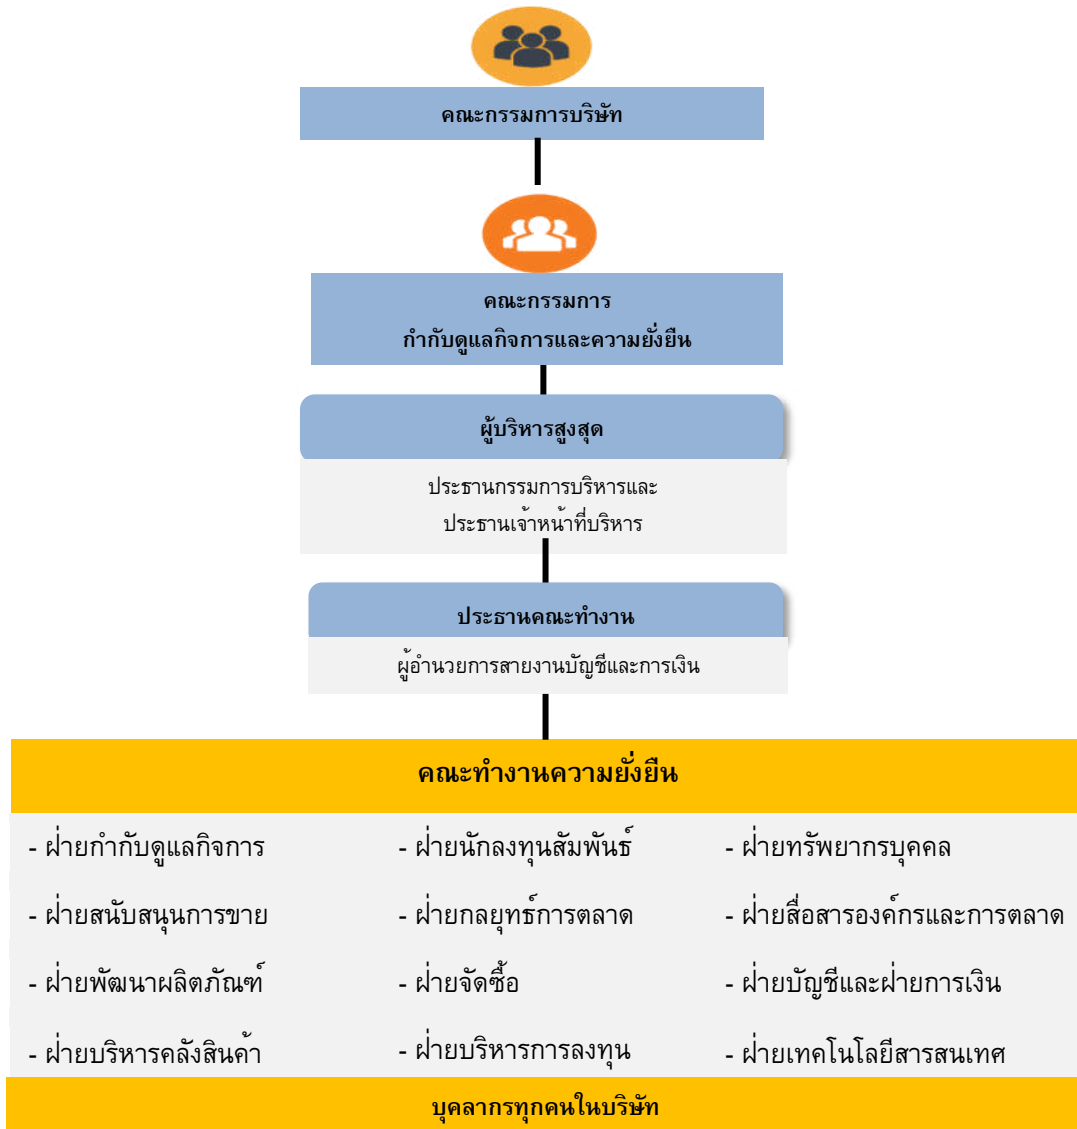 คณะกรรมการบริษัท
คณะกรรมการ
กำกับดูแลกิจการและความยั่งยืน
ผู้บริหารสูงสุด
ประธานกรรมการบริหารและ
ประธานเจ้าหน้าที่บริหาร
ประธานคณะทำงาน
ผู้อำนวยการสายงานบัญชีและการเงิน
คณะทำงานความยั่งยืน
- ฝ่ายกำกับดูแลกิจการ - ฝ่ายนักลงทุนสัมพันธ์ - ฝ่ายทรัพยากรบุคคล
- ฝ่ายสนับสนุนการขาย - ฝ่ายกลยุทธ์การตลาด - ฝ่ายสื่อสารองค์กรและการตลาด
- ฝ่ายพัฒนาผลิตภัณฑ์ - ฝ่ายจัดซื้อ - ฝ่ายบัญชีและฝ่ายการเงิน
- ฝ่ายบริหารคลังสินค้า - ฝ่ายบริหารการลงทุน - ฝ่ายเทคโนโลยีสารสนเทศ
บุคลากรทุกคนในบริษัท